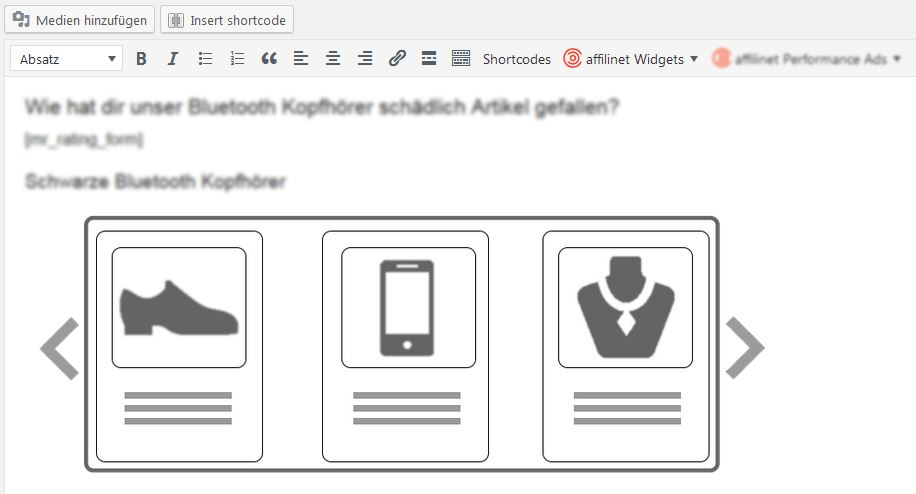 Medien hinzufügen Insert shortcode
Absatz B I Shortcodes affilinet Widgets affilinet Performance Ads
Wie hat dir unser Bluetooth Kopfhörer schädlich Artikel gefallen?
[mr_rating_form]
Schwarze Bluetooth Kopfhörer